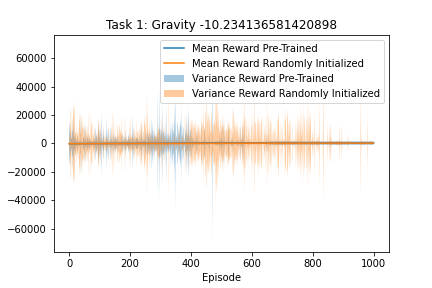 Task 1: Gravity -10.234136581420898
Mean Reward Pre-Trained
Mean Reward Randomly Initialized
Variance Reward Pre-Trained
Variance Reward Randomly Initialized
60000
40000
20000
0
−20000
−40000
−60000
0 200 400 600 800 1000
Episode